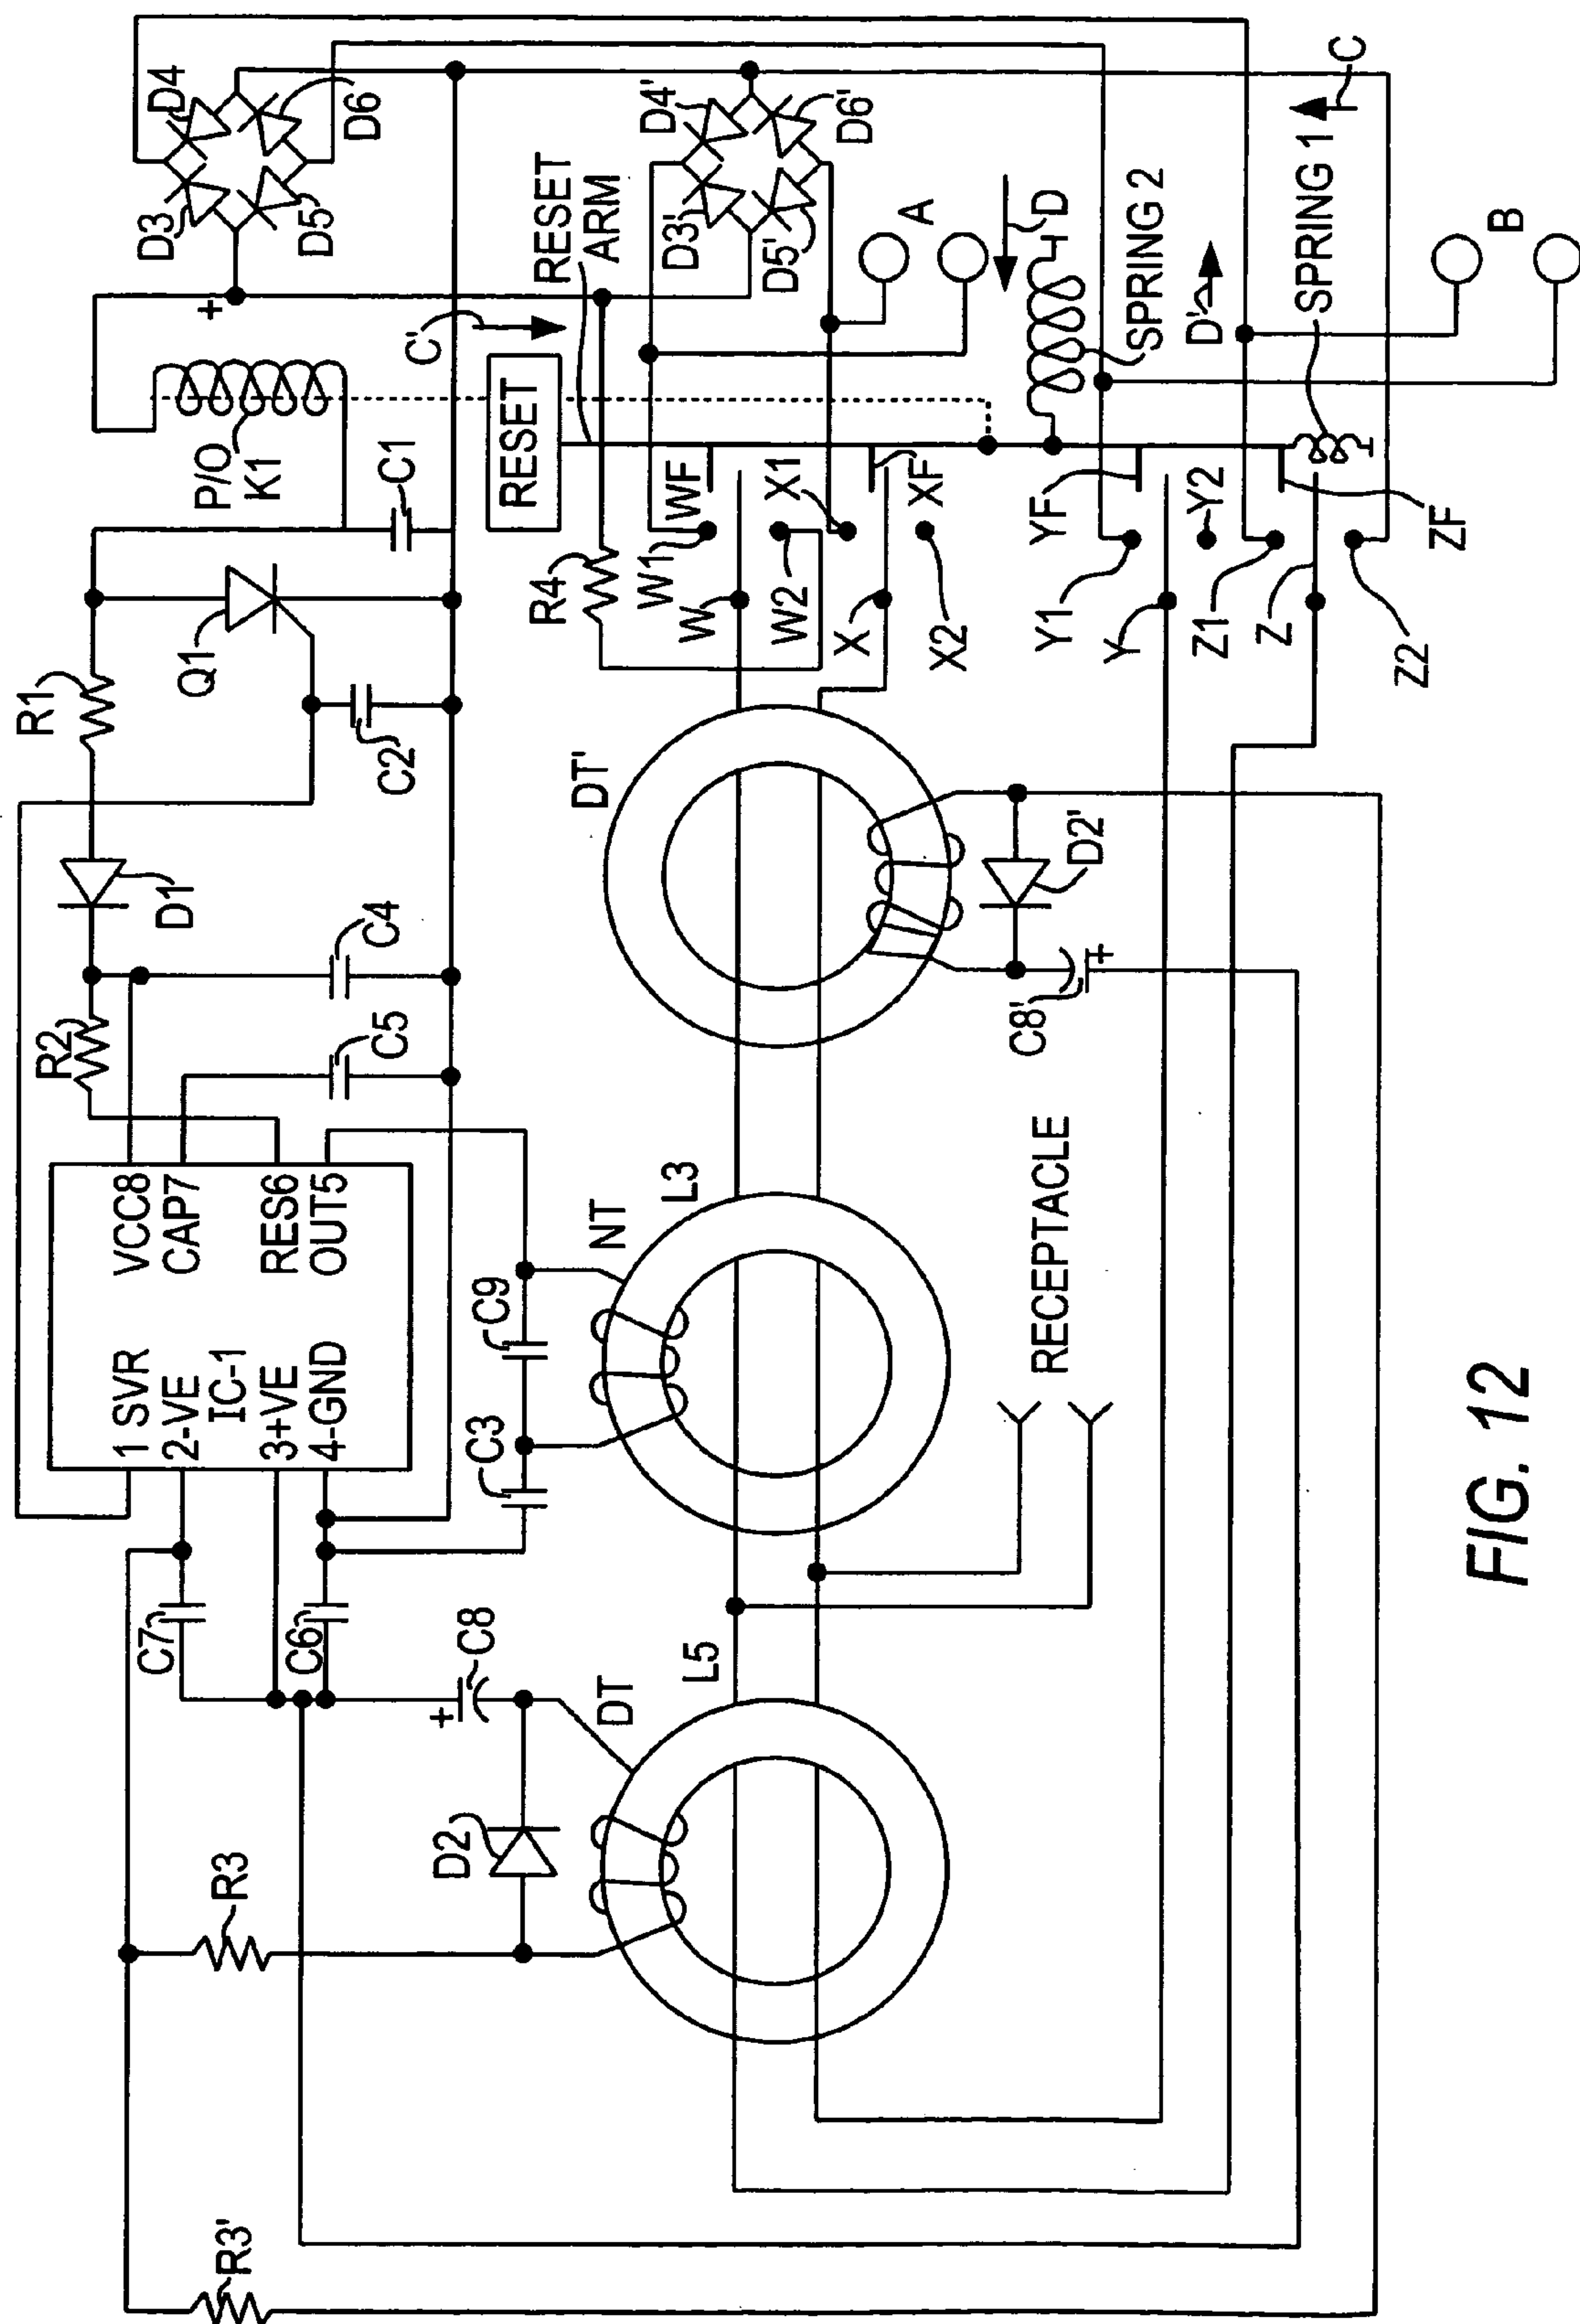 D4
D3
D6
D5
+
P/O
K1
C1
Q1
R1
C2
D1
C4
R2
C5
VCC8
CAP7
RES6
OUT5
1 SVR
2-VE
IC-1
3+VE
4-GND
C7
C6
C3
C9
C8
+
D2
R3
R3'
RESET
RESET
ARM
C'
D4'
D3'
D6'
D5'
A
R4
W1
WF
W
W2
X1
X
XF
X2
D
SPRING 2
D'
SPRING 1
C
B
YF
Y1
Y
Y2
Z1
Z
ZF
Z2
DT'
D2'
C8'
+
NT
L3
RECEPTACLE
DT
L5
FIG. 12